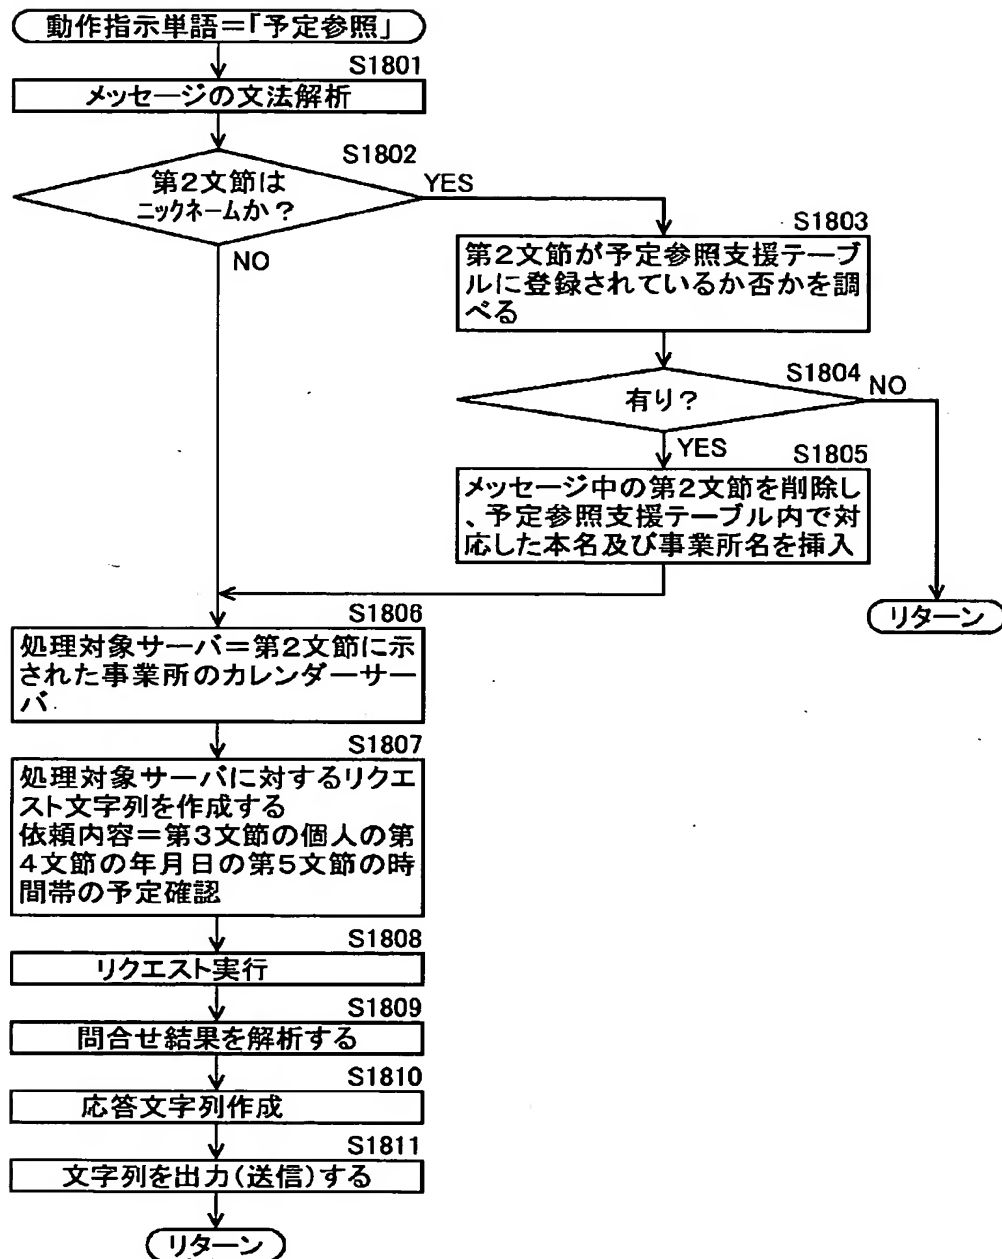 動作指示単語=「予定参照」
S1801
メッセージの文法解析
S1802
第2文節は
ニックネームか?
YES
NO
S1803
第2文節が予定参照支援テーブ
ルに登録されているか否かを調
べる
S1804
有り?
NO
YES
S1805
メッセージ中の第2文節を削除し
、予定参照支援テーブル内で対
応した本名及び事業所名を挿入
リターン
S1806
処理対象サーバ=第2文節に示
された事業所のカレンダーサー
バ
S1807
処理対象サーバに対するリクエ
スト文字列を作成する
依頼内容=第3文節の個人の第
4文節の年月日の第5文節の時
間帯の予定確認
S1808
リクエスト実行
S1809
問合せ結果を解析する
S1810
応答文字列作成
S1811
文字列を出力(送信)する
リターン